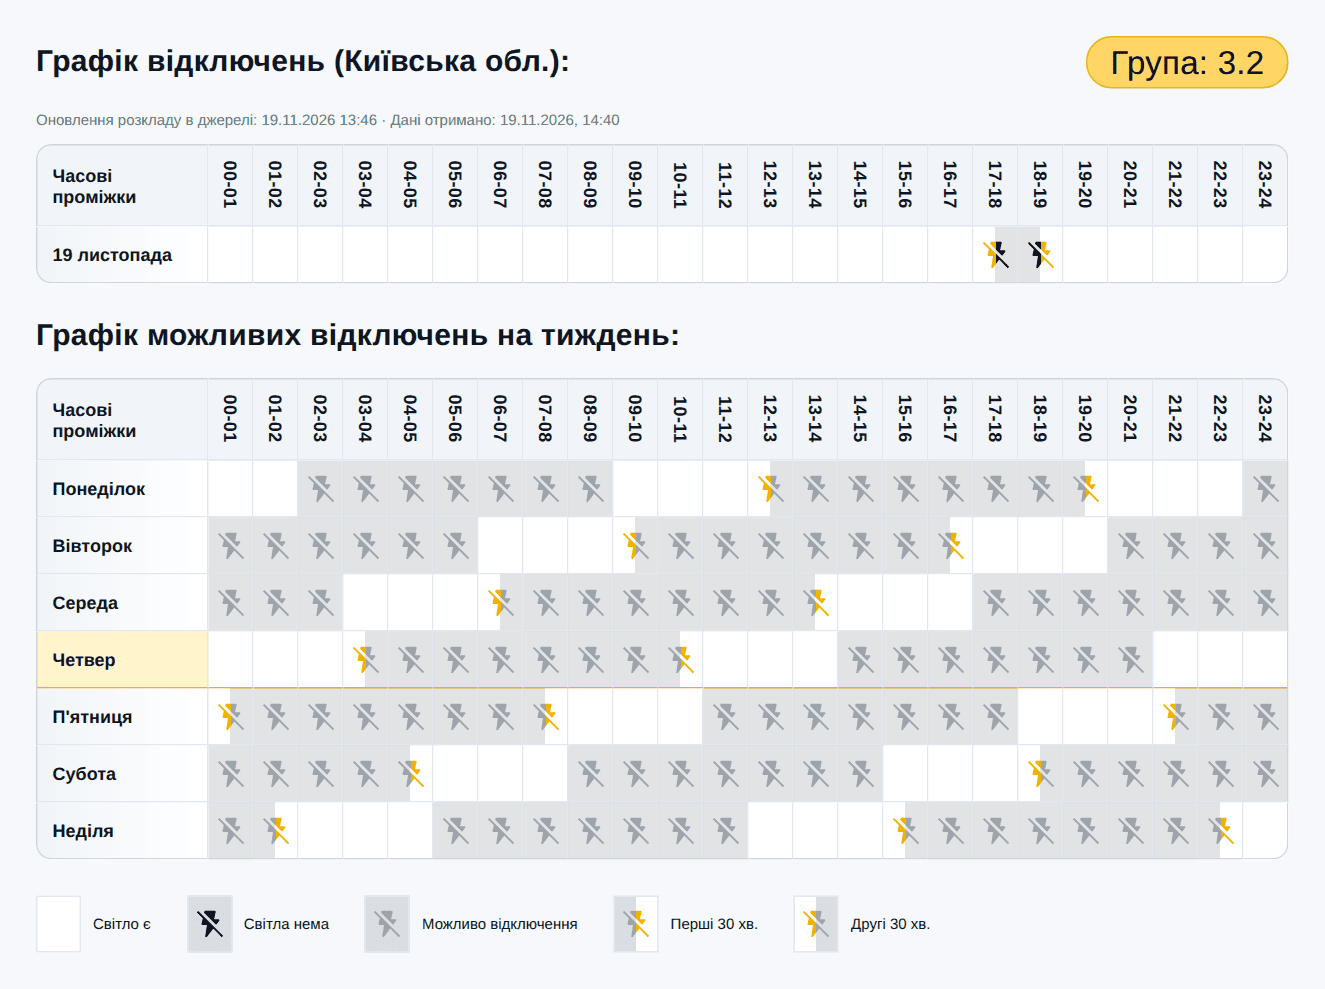 Графік відключень (Київська обл.):
Група: 3.2
Оновлення розкладу в джерелі: 19.11.2026 13:46 · Дані отримано: 19.11.2026, 14:40
Часові проміжки 00-01 01-02 02-03 03-04 04-05 05-06 06-07 07-08 08-09 09-10 10-11 11-12 12-13 13-14 14-15 15-16 16-17 17-18 18-19 19-20 20-21 21-22 22-23 23-24
19 листопада
Графік можливих відключень на тиждень:
Часові проміжки 00-01 01-02 02-03 03-04 04-05 05-06 06-07 07-08 08-09 09-10 10-11 11-12 12-13 13-14 14-15 15-16 16-17 17-18 18-19 19-20 20-21 21-22 22-23 23-24
Понеділок
Вівторок
Середа
Четвер
П'ятниця
Субота
Неділя
Світло є Світла нема Можливо відключення Перші 30 хв. Другі 30 хв.